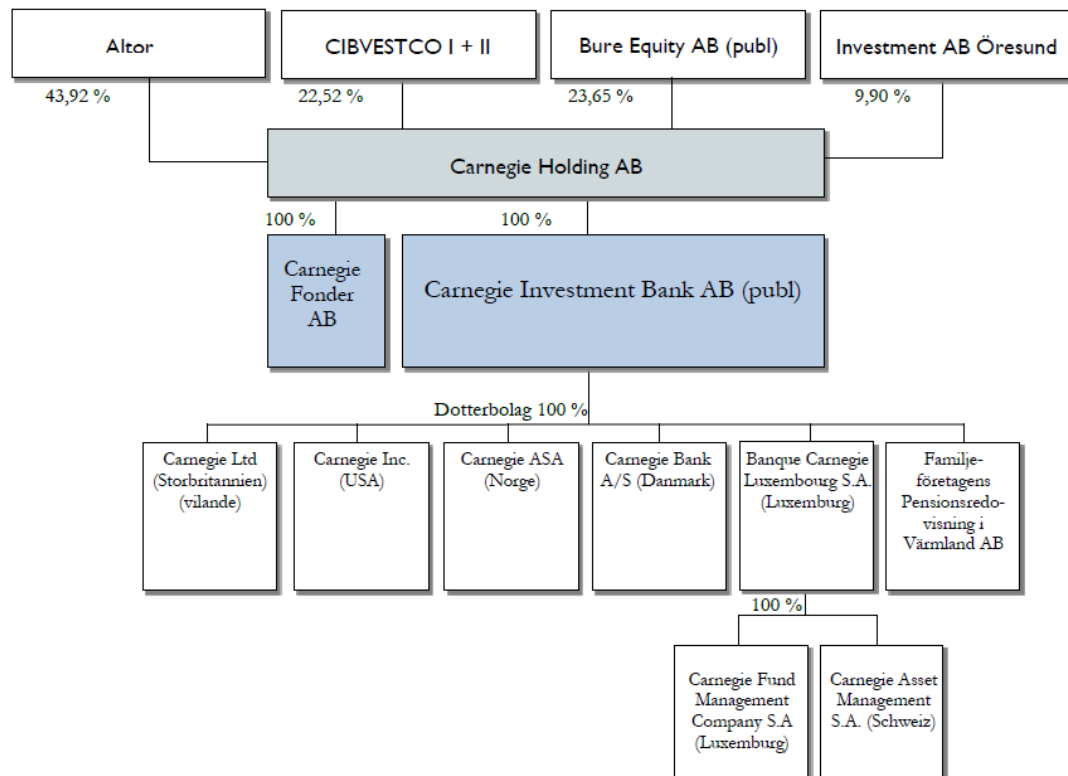 Altor
CIBVESTCO I + II
Bure Equity AB (publ)
Investment AB Öresund
43,92 %
22,52 %
23,65 %
9,90 %
Carnegie Holding AB
100 %
100 %
Carnegie
Fonder
AB
Carnegie Investment Bank AB (publ)
Dotterbolag 100 %
Carnegie Ltd
(Storbritannien)
(vilande)
Carnegie Inc.
(USA)
Carnegie ASA
(Norge)
Carnegie Bank
A/S (Danmark)
Banque Carnegie
Luxembourg S.A.
(Luxemburg)
Familje-
företagens
Pensionsredo-
visning i
Värmland AB
100 %
Carnegie Fund
Management
Company S.A
(Luxemburg)
Carnegie Asset
Management
S.A. (Schweiz)